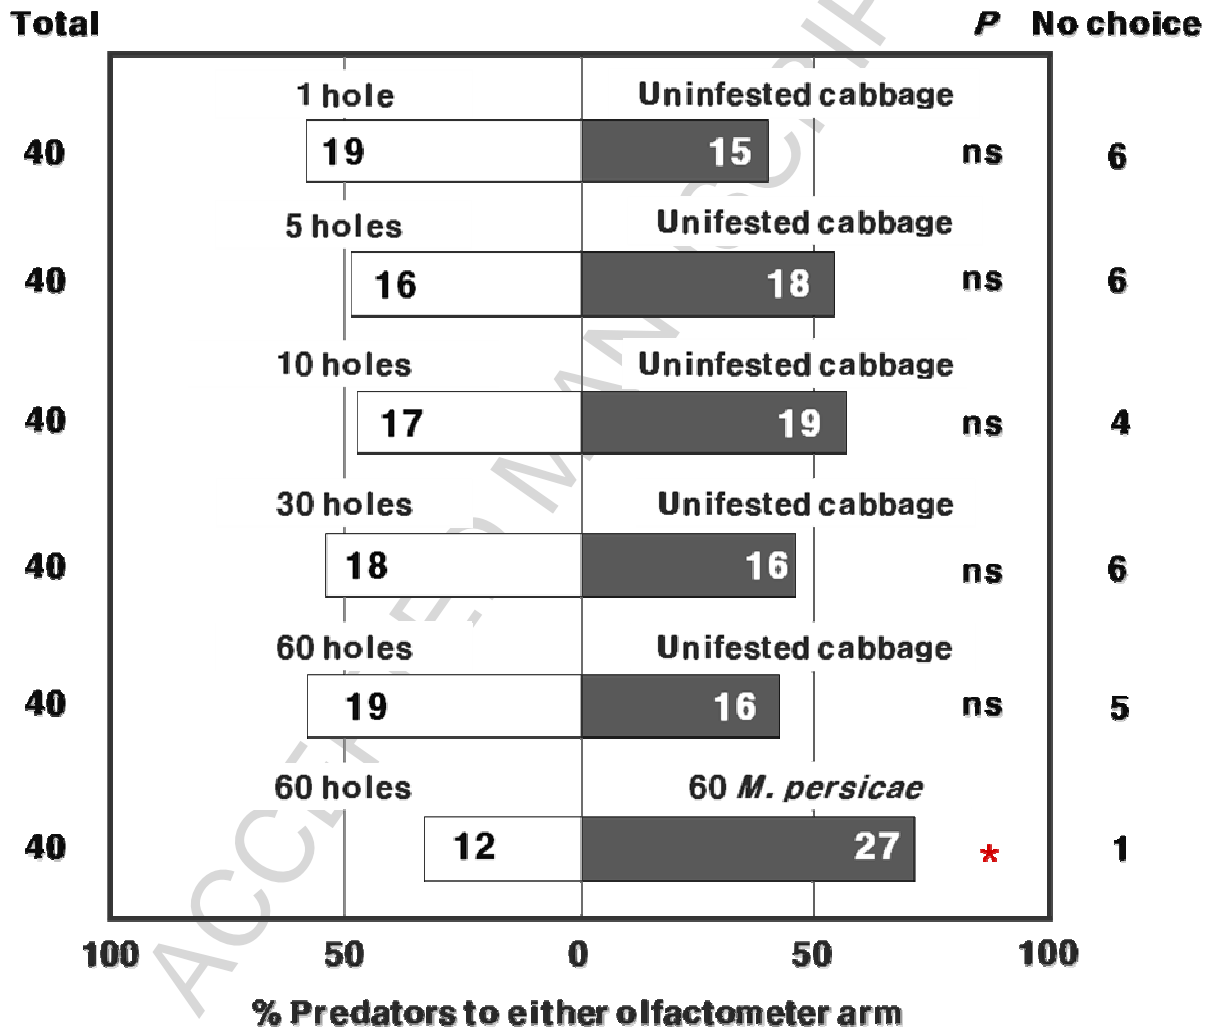 Total P No choice
1 hole Uninfested cabbage
40 19 15 ns 6
5 holes Unifested cabbage
40 16 18 ns 6
10 holes Uninfested cabbage
40 17 19 ns 4
30 holes Unifested cabbage
40 18 16 ns 6
60 holes Unifested cabbage
40 19 16 ns 5
60 holes 60 M. persicae
40 12 27 * 1
100 50 0 50 100
% Predators to either olfactometer arm
ACCEPTED MANUSCRIPT